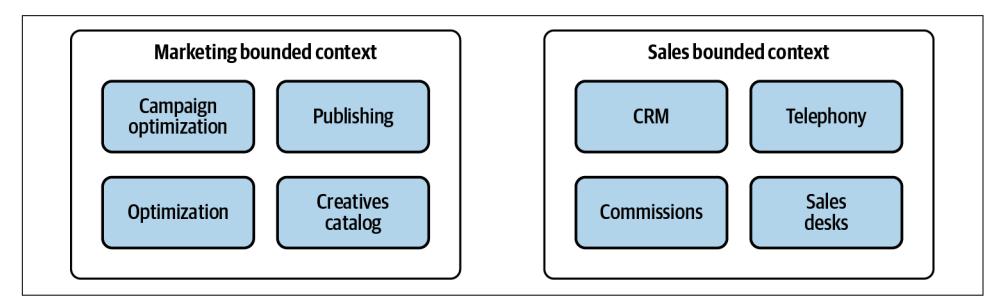 Marketing bounded context
Campaign
optimization
Publishing
Optimization
Creatives
catalog
Sales bounded context
CRM
Telephony
Commissions
Sales
desks